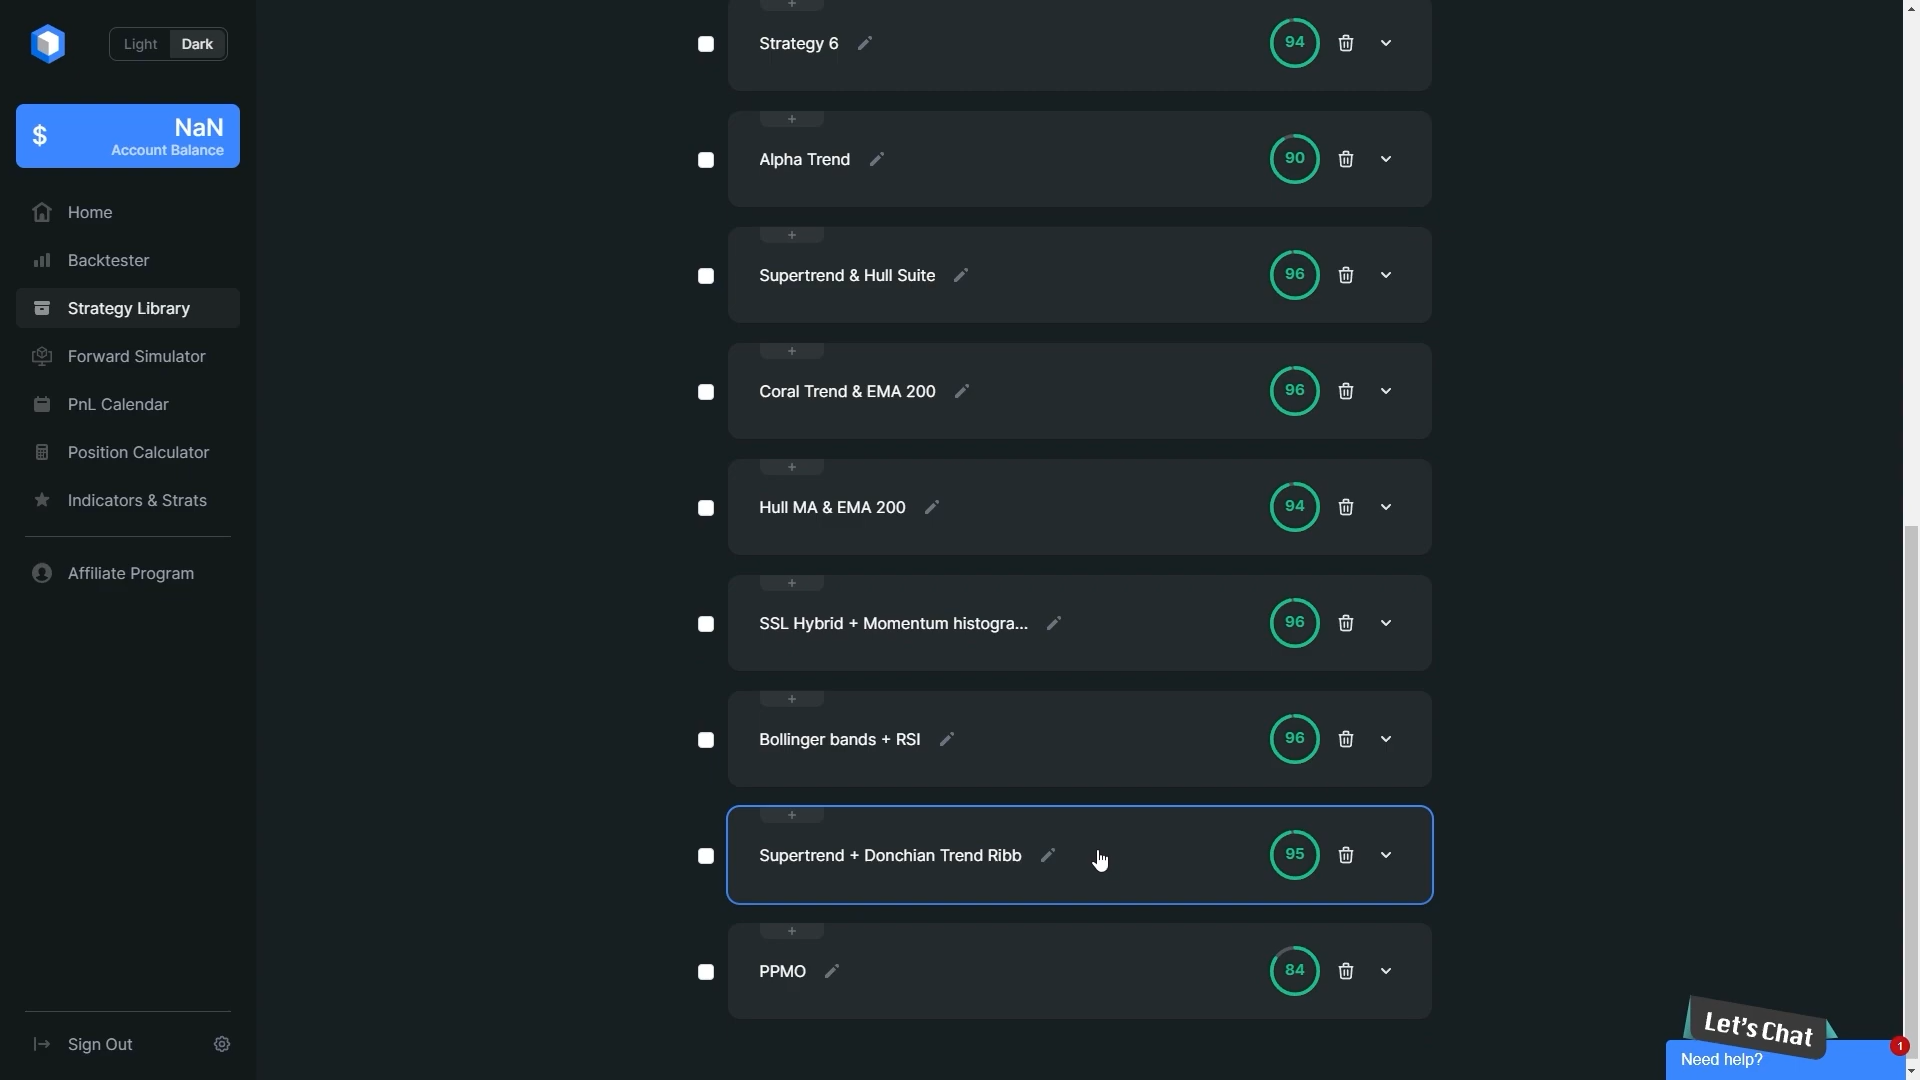 Light
Dark
$
NaN
Account Balance
Home
Backtester
Strategy Library
Forward Simulator
PnL Calendar
Position Calculator
Indicators & Strats
Affiliate Program
Sign Out
+
Strategy 6
94
+
Alpha Trend
90
+
Supertrend & Hull Suite
96
+
Coral Trend & EMA 200
96
+
Hull MA & EMA 200
94
+
SSL Hybrid + Momentum histogra...
96
+
Bollinger bands + RSI
96
+
Supertrend + Donchian Trend Ribb
95
+
PPMO
84
Let's Chat
1
Need help?